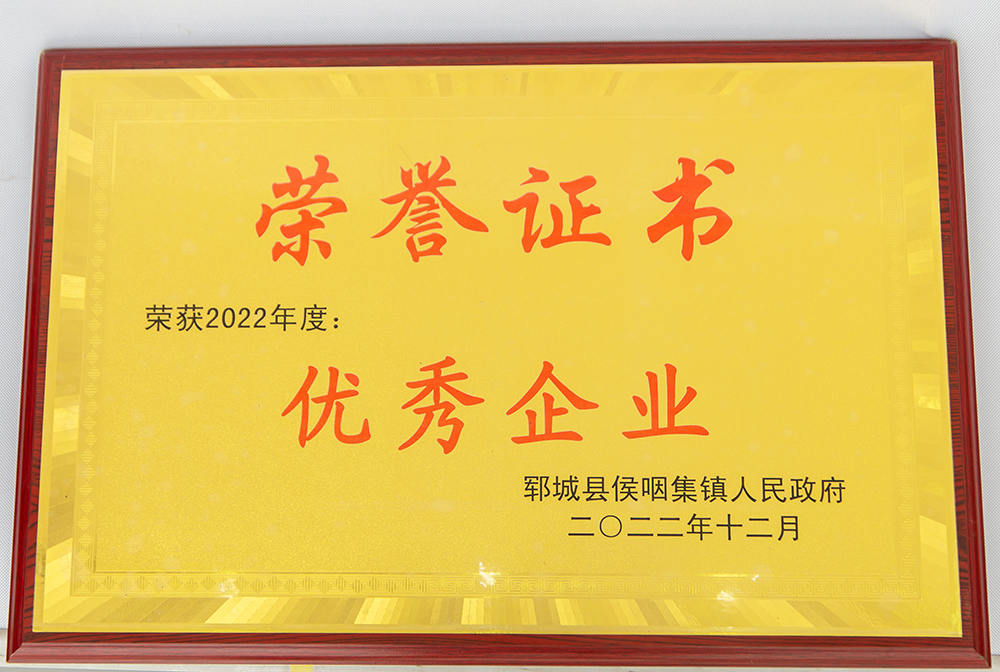 荣誉证书
荣获2022年度：
优秀企业
郓城县侯咽集镇人民政府
二〇二二年十二月